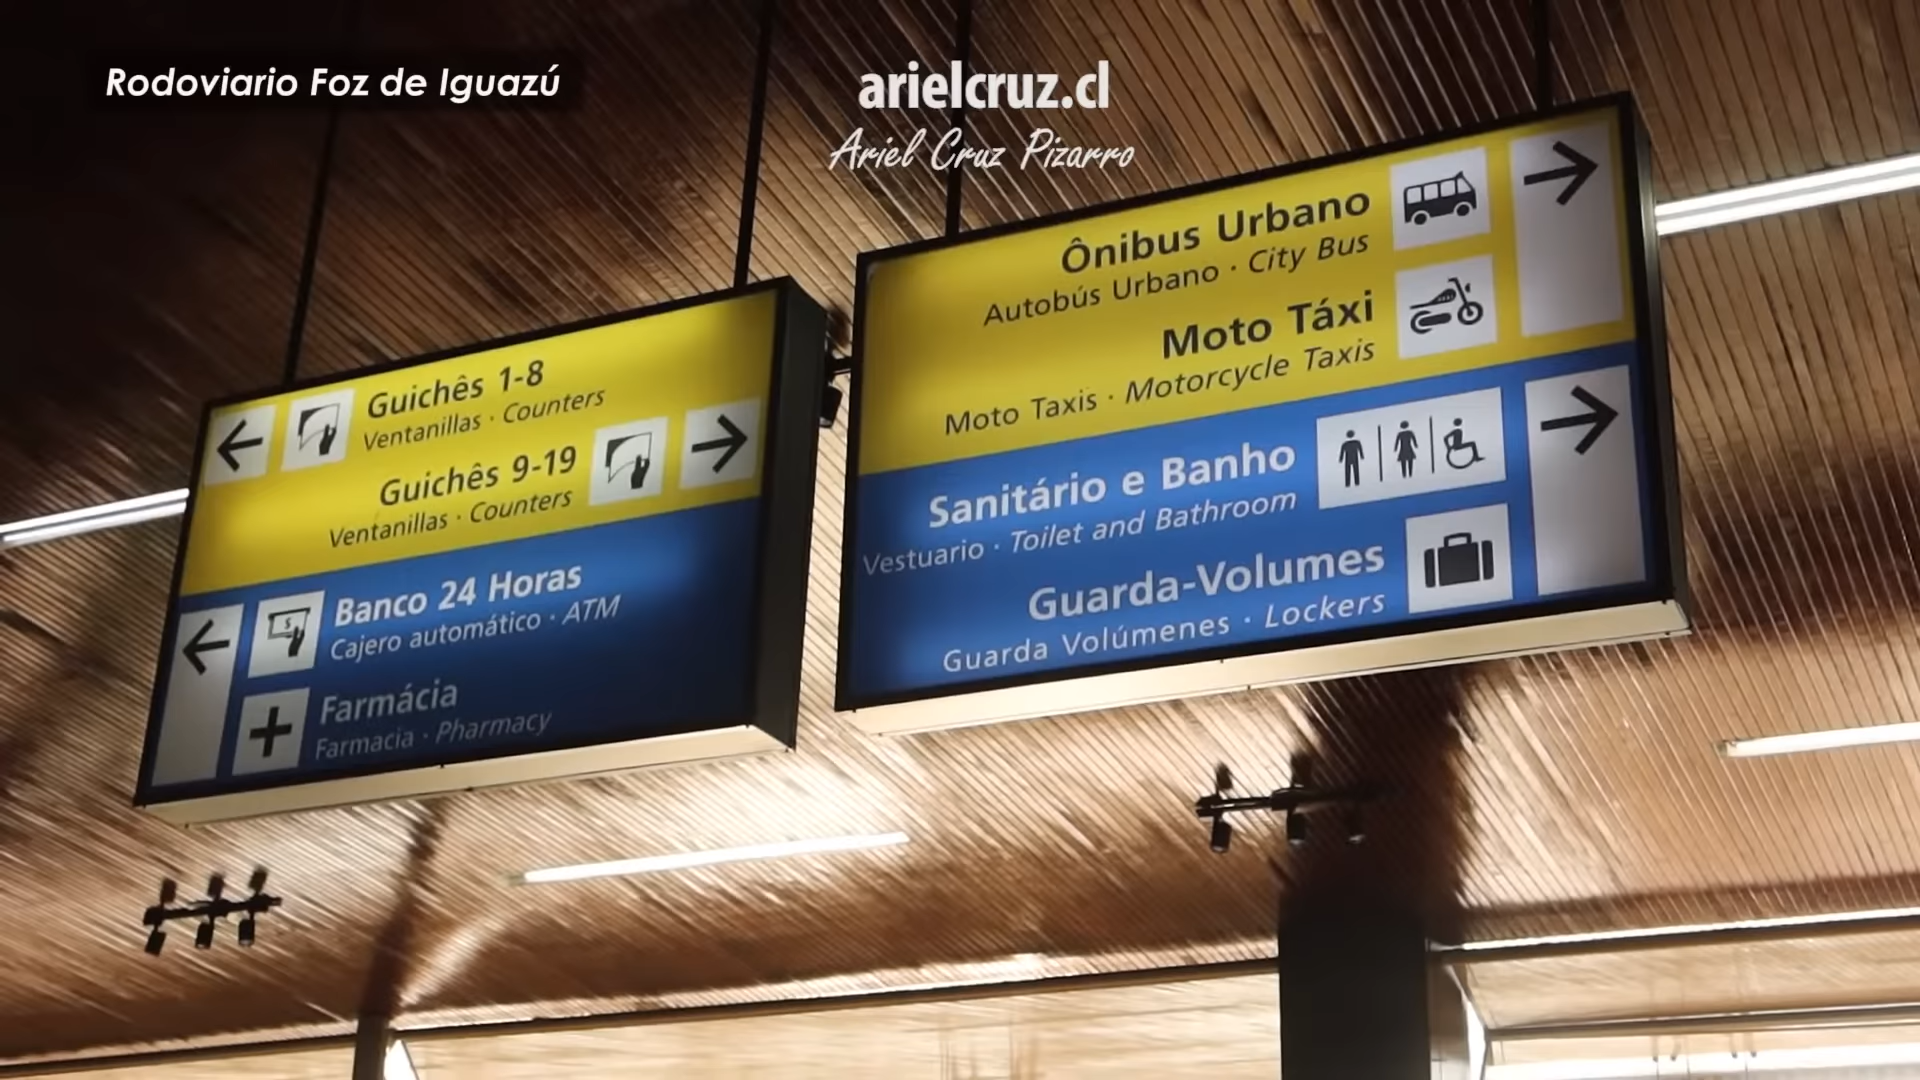 Rodoviario Foz de Iguazú
arielcruz.cl
Ariel Cruz Pizarro
Guichês 1-8
Ventanillas · Counters
Guichês 9-19
Ventanillas · Counters
Banco 24 Horas
Cajero automático · ATM
Farmácia
Farmacia · Pharmacy
Ônibus Urbano
Autobús Urbano · City Bus
Moto Táxi
Moto Taxis · Motorcycle Taxis
Sanitário e Banho
Vestuario · Toilet and Bathroom
Guarda-Volumes
Guarda Volúmenes · Lockers